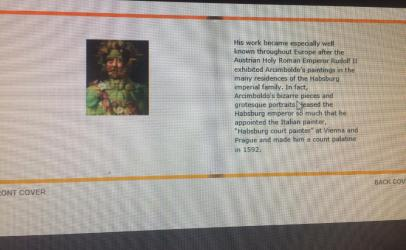 His work became especially well
known throughout Europe after the
Austrian Holy Roman Emperor Rudolf II
exhibited Arcimboldo's paintings in the
many residences of the Habsburg
imperial family. In fact,
Arcimboldo's bizarre pieces and
grotesque portraits leased the
Habsburg emperor so much that he
appointed the Italian painter,
"Habsburg court painter" at Vienna and
Prague and made him a count palatine
in 1592.
ONT COVER
BACK COV